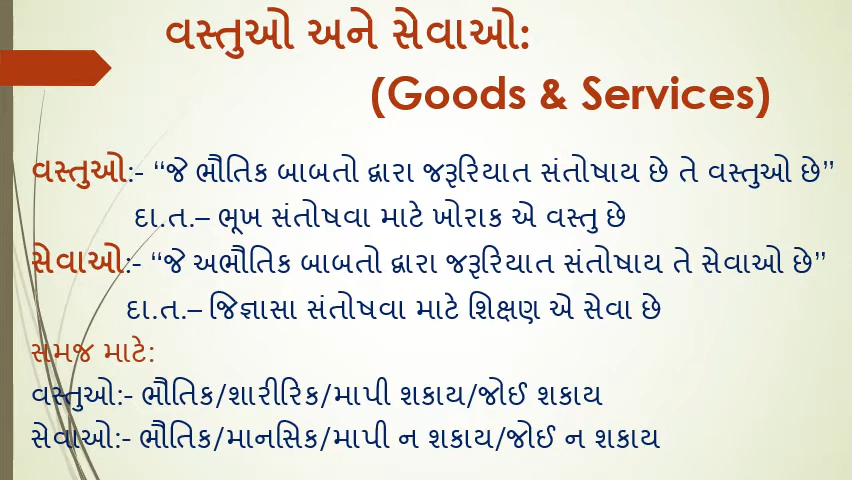 વસ્તુઓ અને સેવાઓ:
(Goods & Services)
વસ્તુઓ:- “જે ભૌતિક બાબતો દ્વારા જરૂરિયાત સંતોષાય છે તે વસ્તુઓ છે”
દા.ત.– ભૂખ સંતોષવા માટે ખોરાક એ વસ્તુ છે
સેવાઓ:- “જે અભૌતિક બાબતો દ્વારા જરૂરિયાત સંતોષાય તે સેવાઓ છે”
દા.ત.– જિજ્ઞાસા સંતોષવા માટે શિક્ષણ એ સેવા છે
સમજ માટે:
વસ્તુઓ:- ભૌતિક/શારીરિક/માપી શકાય/જોઈ શકાય
સેવાઓ:- ભૌતિક/માનસિક/માપી ન શકાય/જોઈ ન શકાય